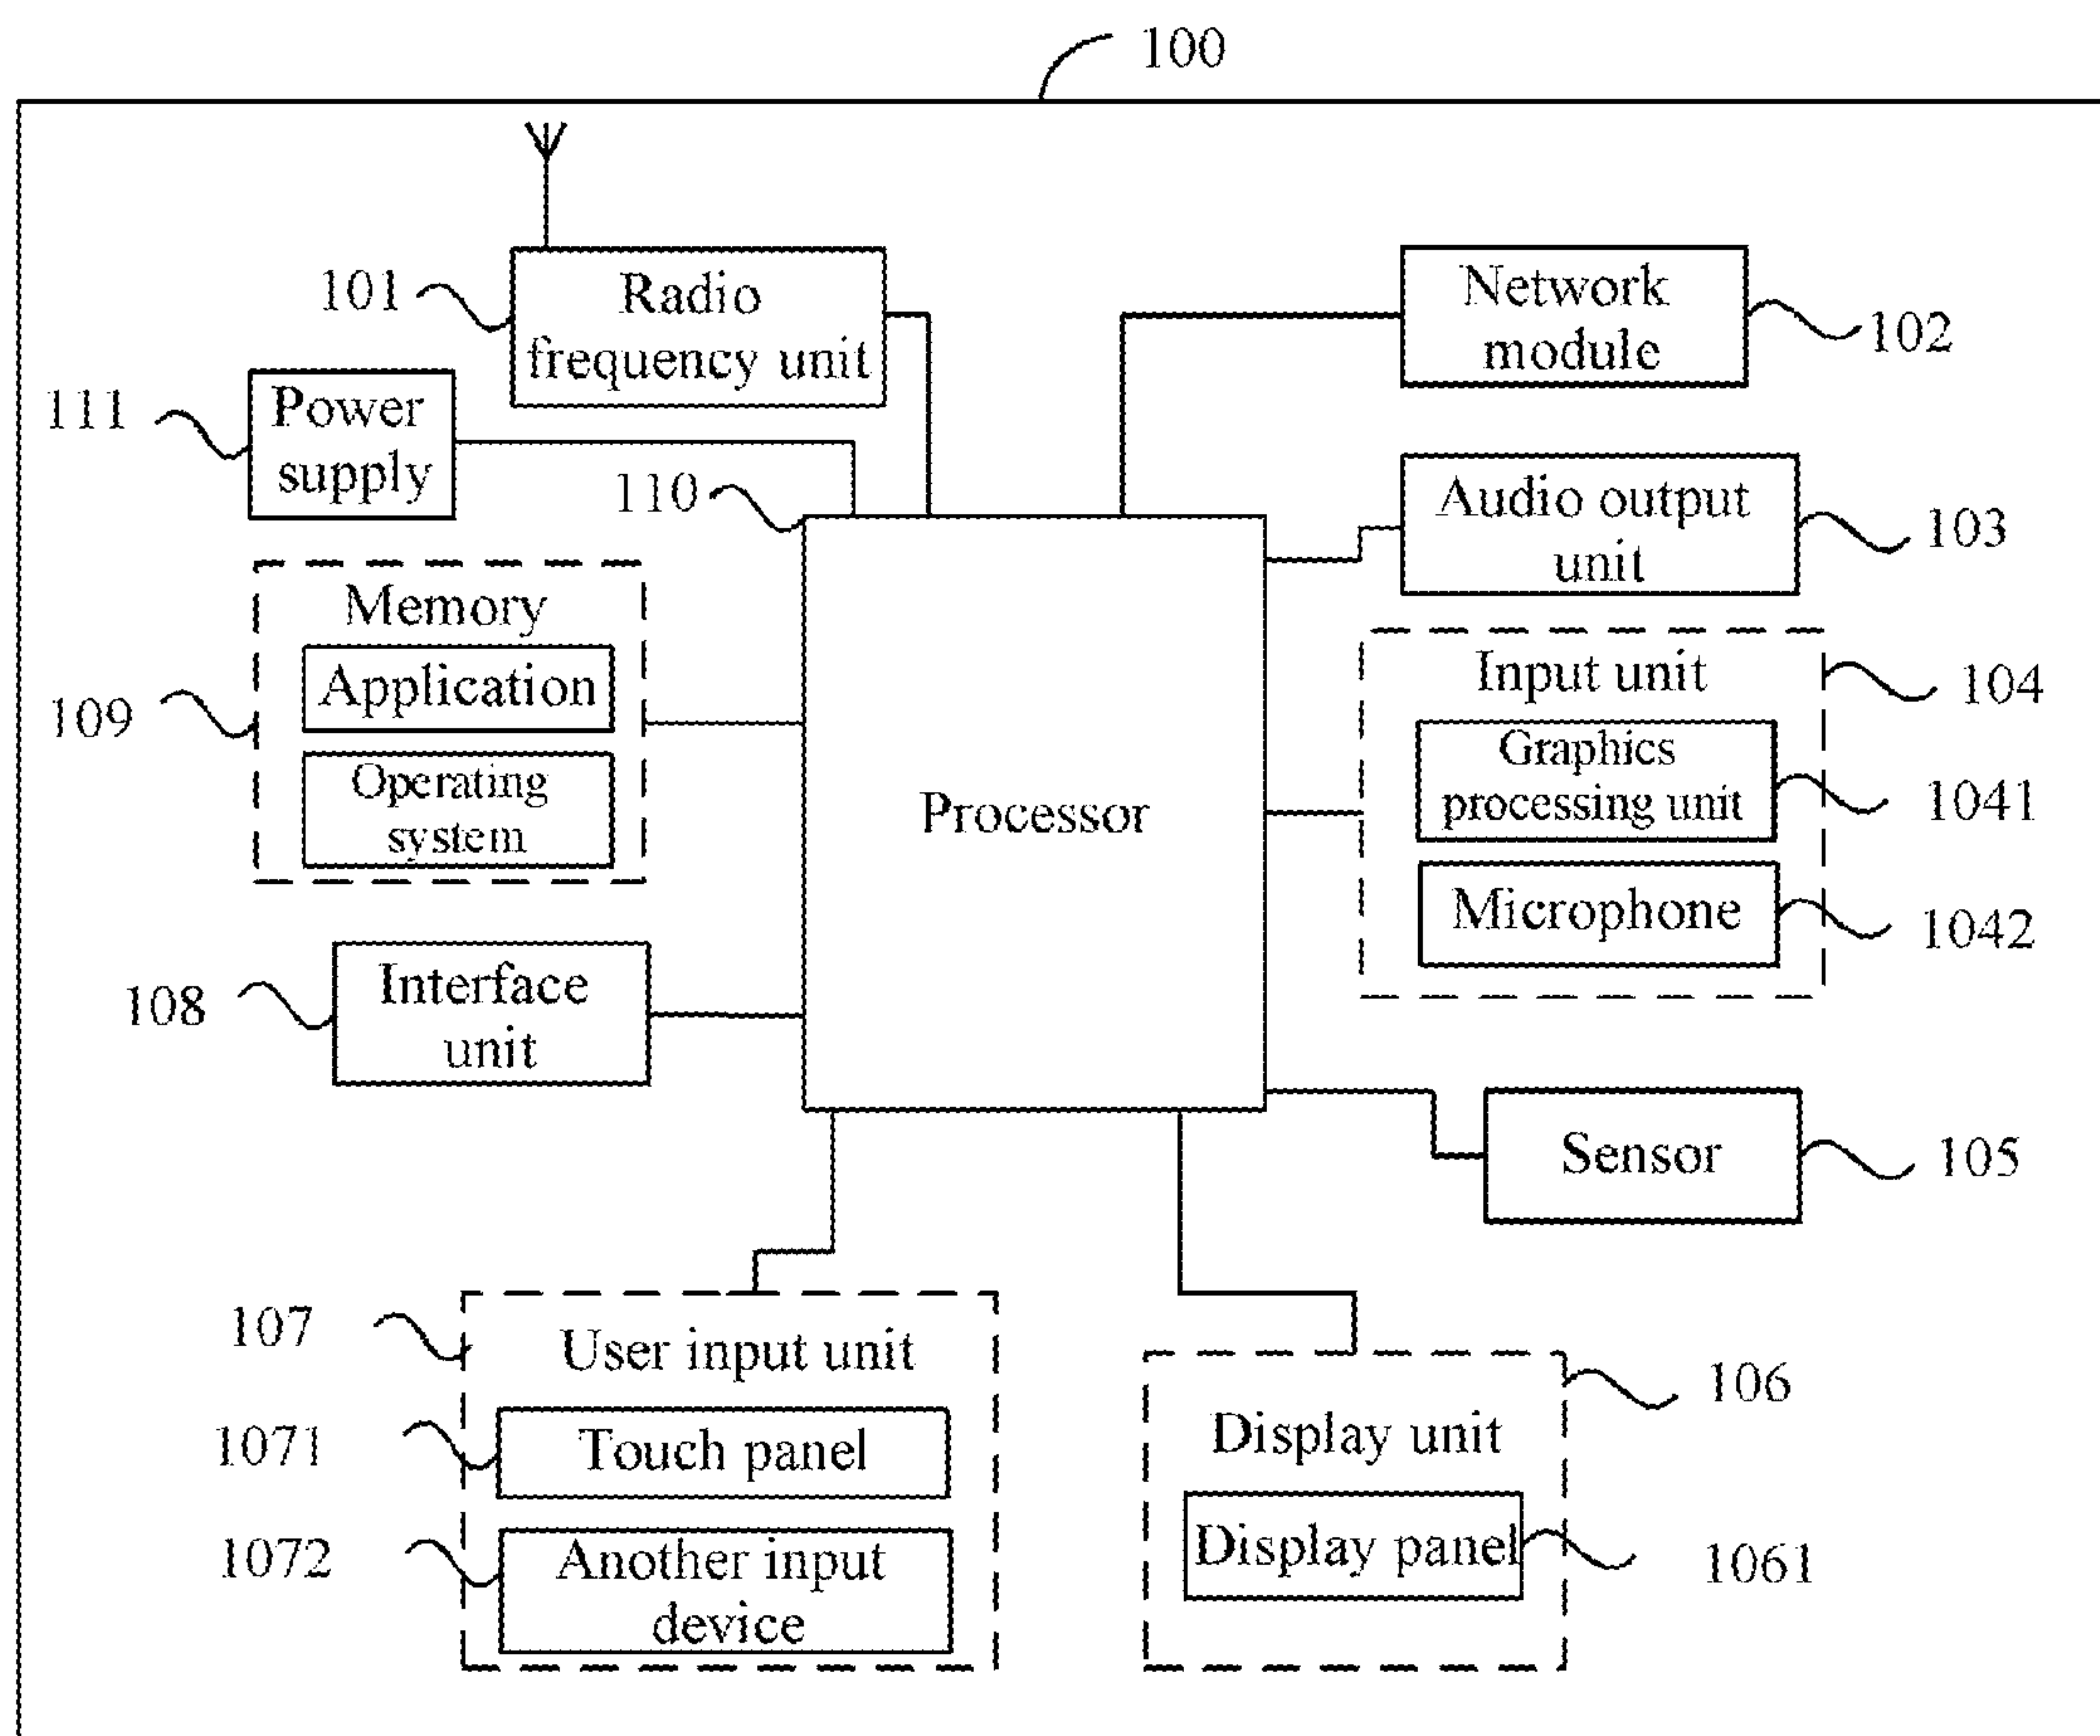 100
101
Radio
frequency unit
Network
module
102
111
Power
supply
110
Audio output
unit
103
Memory
Application
Operating
system
109
Input unit
104
Graphics
processing unit
1041
Microphone
1042
Processor
Interface
unit
108
Sensor
105
107
User input unit
1071
Touch panel
1072
Another input
device
106
Display unit
Display panel
1061